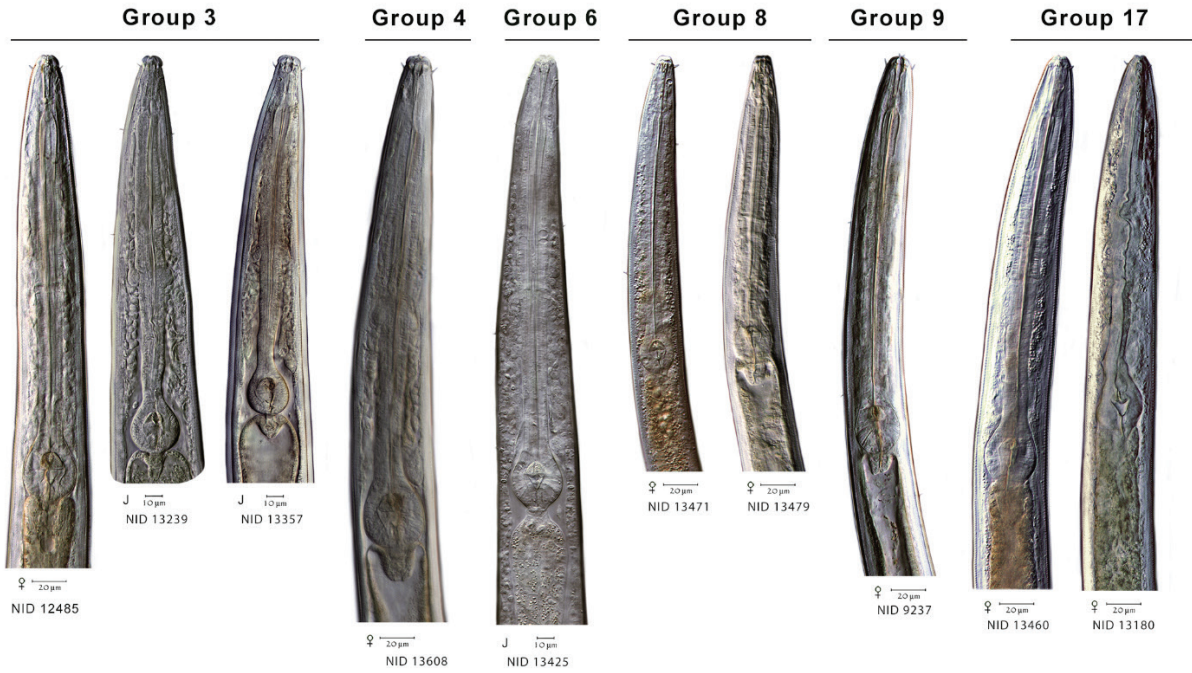 Group 3
Group 4
Group 6
Group 8
Group 9
Group 17
♀ 20 µm
NID 12485
J 10 µm
NID 13239
J 10 µm
NID 13357
♀ 20 µm
NID 13608
J 10 µm
NID 13425
♀ 20 µm
NID 13471
♀ 20 µm
NID 13479
♀ 20 µm
NID 9237
♀ 20 µm
NID 13460
♀ 20 µm
NID 13180